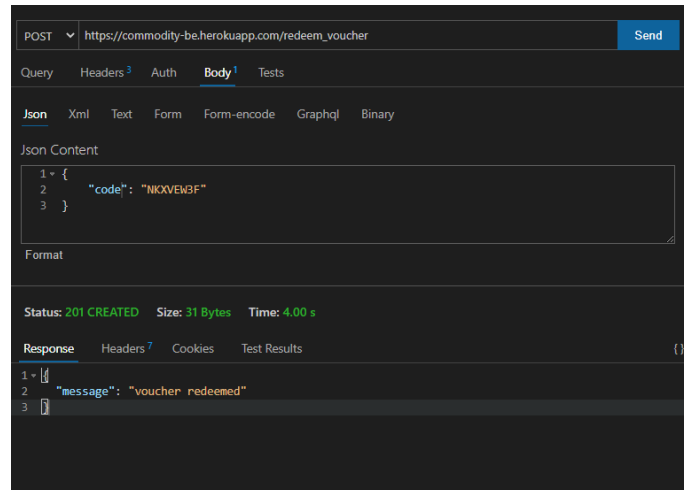 POST https://commodity-be.herokuapp.com/redeem_voucher Send
Query Headers 3 Auth Body 1 Tests
Json Xml Text Form Form-encode Graphql Binary
Json Content
1 {
2 "code": "NKXVEW3F"
3 }
Format
Status: 201 CREATED Size: 31 Bytes Time: 4.00 s
Response Headers 7 Cookies Test Results { }
1 {
2 "message": "voucher redeemed"
3 }